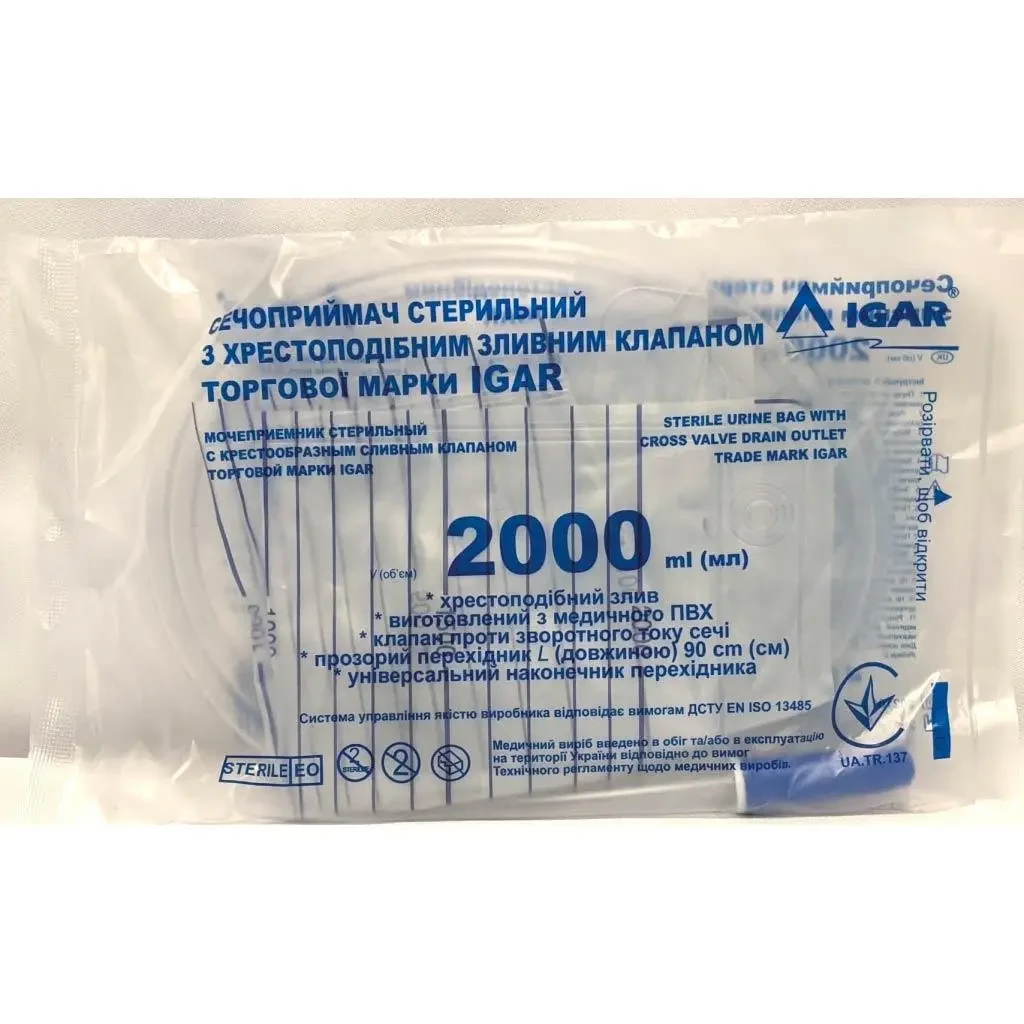 СЕЧОПРИЙМАЧ СТЕРИЛЬНИЙ
З ХРЕСТОПОДІБНИМ ЗЛИВНИМ КЛАПАНОМ
ТОРГОВОЇ МАРКИ IGAR
IGAR®
МОЧЕПРИЕМНИК СТЕРИЛЬНЫЙ
С КРЕСТООБРАЗНЫМ СЛИВНЫМ КЛАПАНОМ
ТОРГОВОЙ МАРКИ IGAR
STERILE URINE BAG WITH
CROSS VALVE DRAIN OUTLET
TRADE MARK IGAR
Розірвати, щоб відкрити
V (об'єм) 2000 ml (мл)
* хрестоподібний злив
* виготовлений з медичного ПВХ
* клапан проти зворотного току сечі
* прозорий перехідник L (довжиною) 90 cm (см)
* універсальний наконечник перехідника
Система управління якістю виробника відповідає вимогам ДСТУ EN ISO 13485
STERILE EO
2 STERILIZE
2
Медичний виріб введено в обіг та/або в експлуатацію
на території України відповідно до вимог
Технічного регламенту щодо медичних виробів.
UA.TR.137